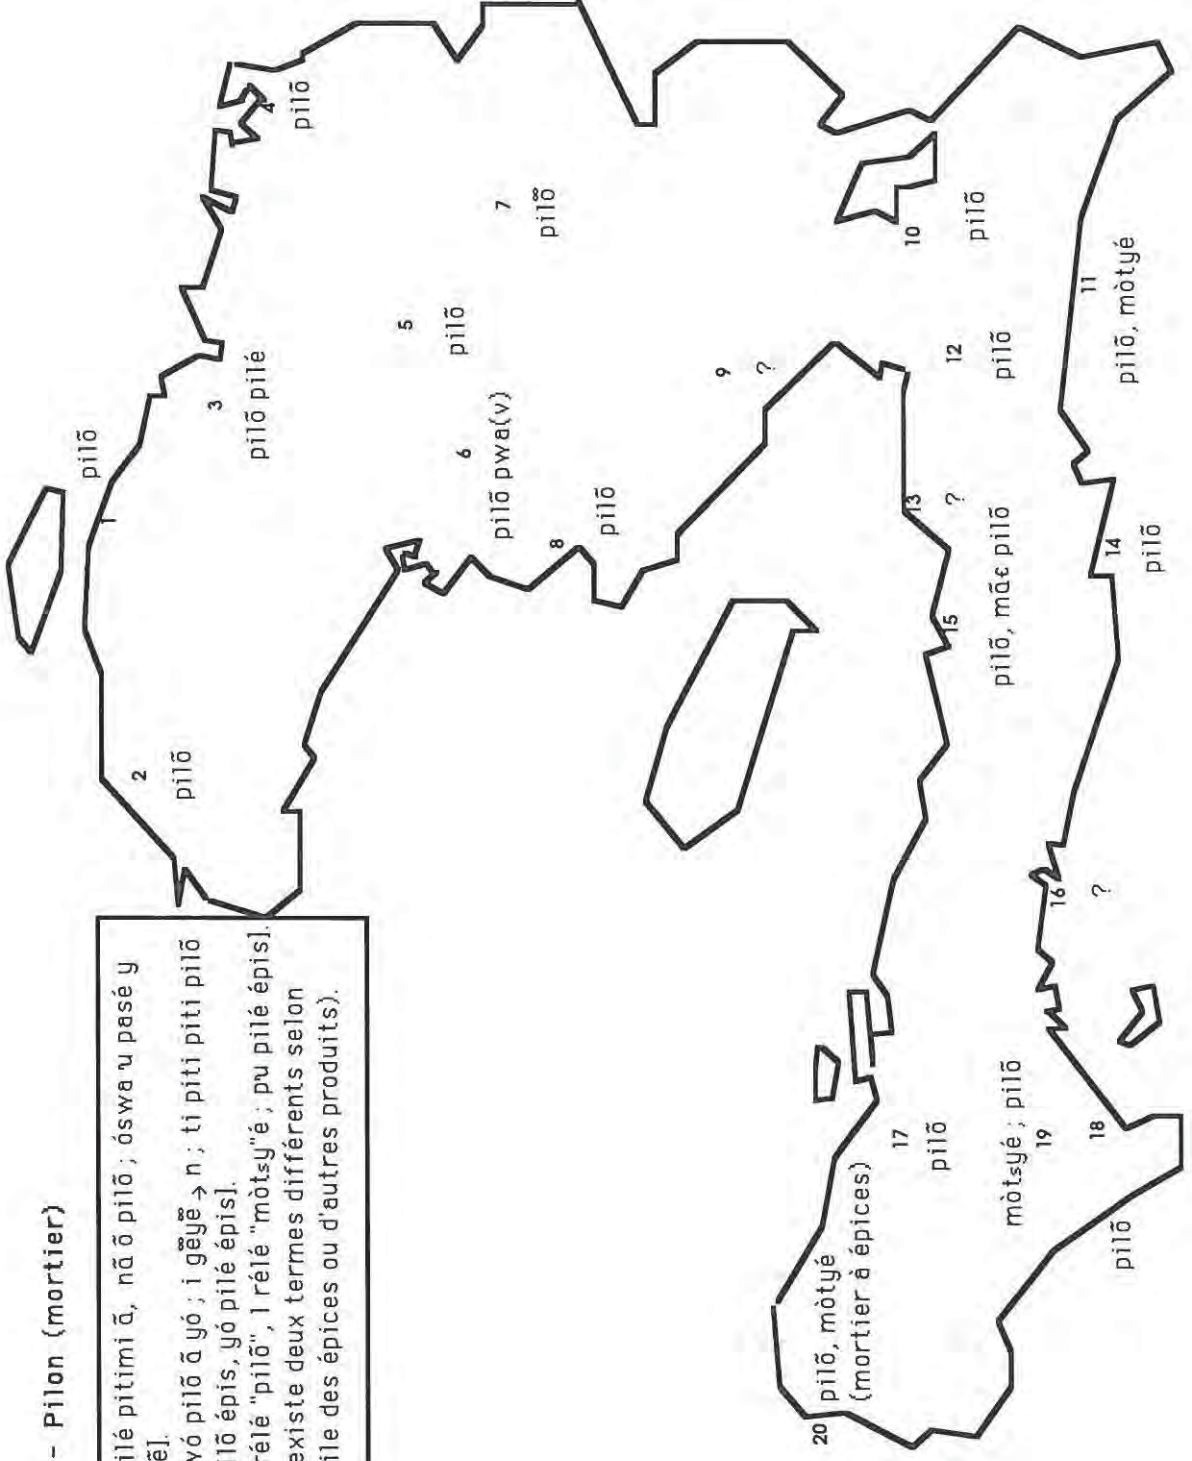 – Pilon (mortier)
ilé pitimi ã, nã õ pilõ; óswa u pasé y
ẽ].
yó pilõ ã yó; i gẽyẽ → n; ti piti piti pilõ
ilõ épis, yó pilé épis].
rélé "pilõ", l rélé "mòtsy"é; pu pilé épis].
existe deux termes différents selon
ile des épices ou d'autres produits).
1
pilõ
2
pilõ
3
pilõ pilé
4
pilõ
5
pilõ
6
pilõ pwa(v)
7
pilõ
8
pilõ
9
?
10
pilõ
11
pilõ, mòtyé
12
pilõ
13
?
14
pilõ
15
pilõ, mãɛ pilõ
16
?
17
pilõ
18
pilõ
19
mòtsyé; pilõ
20
pilõ, mòtyé
(mortier à épices)